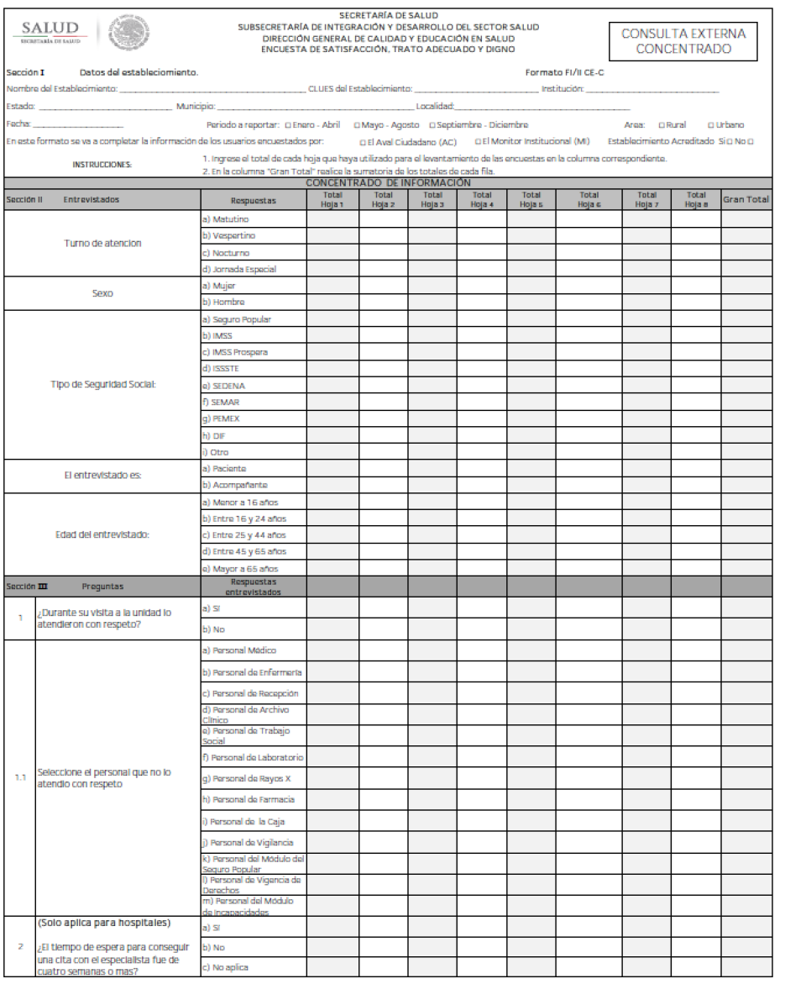 SALUD
SECRETARÍA DE SALUD
SECRETARÍA DE SALUD
SUBSECRETARÍA DE INTEGRACIÓN Y DESARROLLO DEL SECTOR SALUD
DIRECCIÓN GENERAL DE CALIDAD Y EDUCACIÓN EN SALUD
ENCUESTA DE SATISFACCIÓN, TRATO ADECUADO Y DIGNO
CONSULTA EXTERNA
CONCENTRADO
Sección I Datos del estableciomiento. Formato FI/II CE-C
Nombre del Establecimiento: CLUES del Establecimiento: Institución:
Estado: Municipio: Localidad:
Fecha: Periodo a reportar: □ Enero - Abril □ Mayo - Agosto □ Septiembre - Diciembre Area: □ Rural □ Urbano
En este formato se va a completar la información de los usuarios encuestados por: □ El Aval Ciudadano (AC) □ El Monitor Institucional (MI) Establecimiento Acreditado Si □ No □
INSTRUCCIONES:
1. Ingrese el total de cada hoja que haya utilizado para el levantamiento de las encuestas en la columna correspondiente.
2. En la columna "Gran Total" realice la sumatoria de los totales de cada fila.
CONCENTRADO DE INFORMACIÓN
Sección II Entrevistados Respuestas Total Hoja 1 Total Hoja 2 Total Hoja 3 Total Hoja 4 Total Hoja 5 Total Hoja 6 Total Hoja 7 Total Hoja 8 Gran Total
Turno de atencion
a) Matutino
b) Vespertino
c) Nocturno
d) Jornada Especial
Sexo
a) Mujer
b) Hombre
Tipo de Seguridad Social:
a) Seguro Popular
b) IMSS
c) IMSS Prospera
d) ISSSTE
e) SEDENA
f) SEMAR
g) PEMEX
h) DIF
i) Otro
El entrevistado es:
a) Paciente
b) Acompañante
Edad del entrevistado:
a) Menor a 16 años
b) Entre 16 y 24 años
c) Entre 25 y 44 años
d) Entre 45 y 65 años
e) Mayor a 65 años
Sección III Preguntas Respuestas entrevistados
1 ¿Durante su visita a la unidad lo
atendieron con respeto?
a) Si
b) No
1.1 Seleccione el personal que no lo
atendio con respeto
a) Personal Médico
b) Personal de Enfermería
c) Personal de Recepción
d) Personal de Archivo
Clínico
e) Personal de Trabajo
Social
f) Personal de Laboratorio
g) Personal de Rayos X
h) Personal de Farmacia
i) Personal de la Caja
j) Personal de Vigilancia
k) Personal del Módulo del
Seguro Popular
l) Personal de Vigencia de
Derechos
m) Personal del Módulo
de Incapacidades
2 (Solo aplica para hospitales)
¿El tiempo de espera para conseguir
una cita con el especialista fue de
cuatro semanas o mas?
a) Si
b) No
c) No aplica